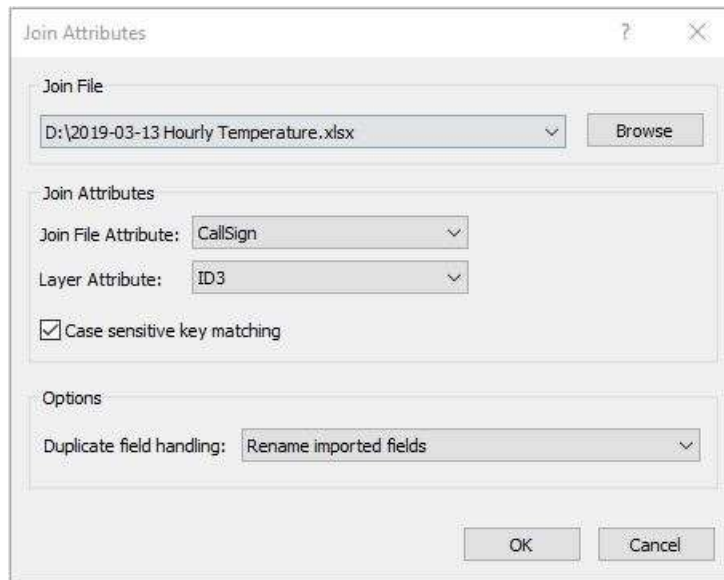 Join Attributes
?
Join File
D:\2019-03-13 Hourly Temperature.xlsx
Browse
Join Attributes
Join File Attribute: CallSign
Layer Attribute: ID3
Case sensitive key matching
Options
Duplicate field handling: Rename imported fields
OK Cancel